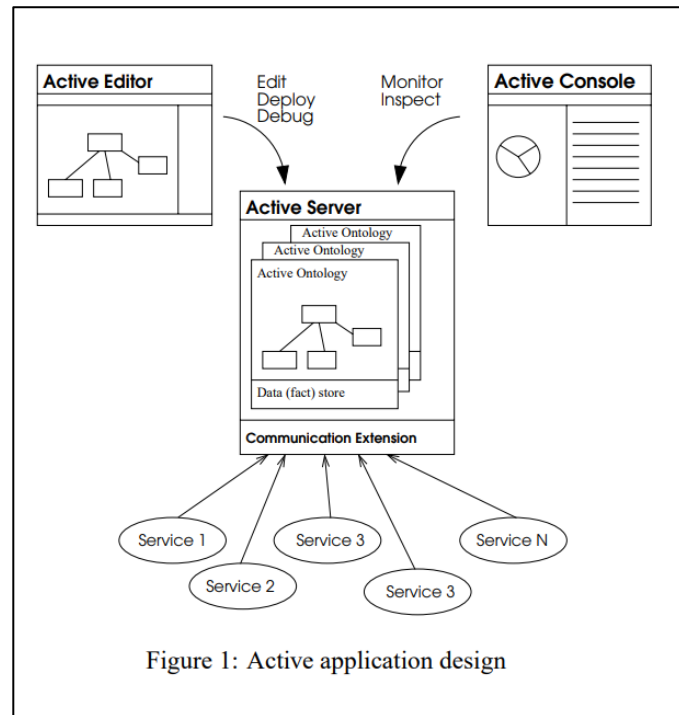 Active Editor
Edit
Deploy
Debug
Monitor
Inspect
Active Console
Active Server
Active Ontology
Active Ontology
Active Ontology
Data (fact) store
Communication Extension
Service 1
Service 3
Service N
Service 2
Service 3
Figure 1: Active application design